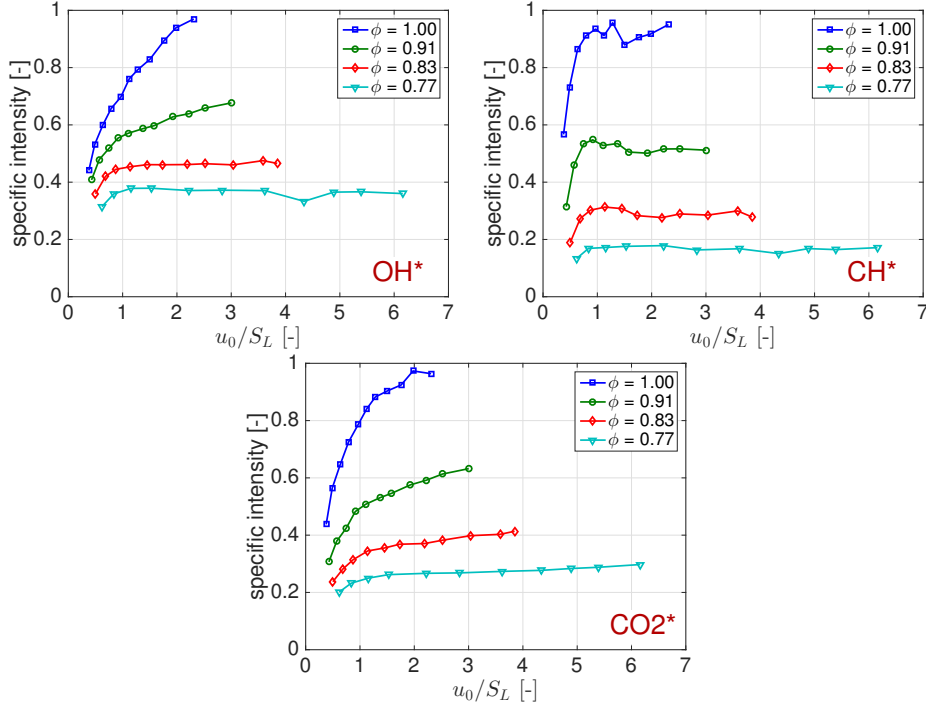 1
0.8
0.6
0.4
0.2
0
specific intensity [-]
0 1 2 3 4 5 6 7
u₀/S_L [-]
ϕ = 1.00
ϕ = 0.91
ϕ = 0.83
ϕ = 0.77
OH*
1
0.8
0.6
0.4
0.2
0
specific intensity [-]
0 1 2 3 4 5 6 7
u₀/S_L [-]
ϕ = 1.00
ϕ = 0.91
ϕ = 0.83
ϕ = 0.77
CH*
1
0.8
0.6
0.4
0.2
0
specific intensity [-]
0 1 2 3 4 5 6 7
u₀/S_L [-]
ϕ = 1.00
ϕ = 0.91
ϕ = 0.83
ϕ = 0.77
CO2*